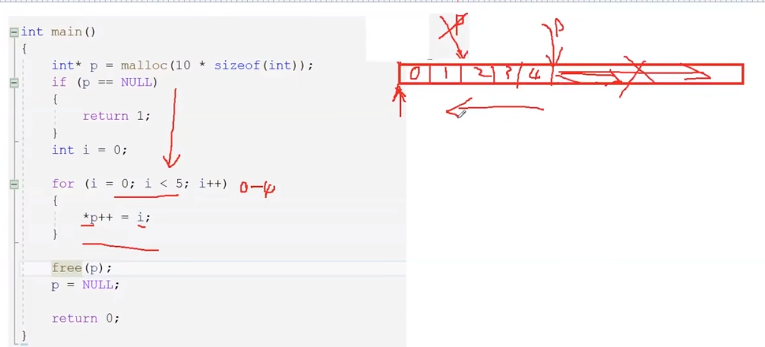 int main()
{
int* p = malloc(10 * sizeof(int));
if (p == NULL)
{
return 1;
}
int i = 0;
for (i = 0; i < 5; i++) 0-4
{
*p++ = i;
}
free(p);
p = NULL;
return 0;
}
P P
0 1 2 3 4